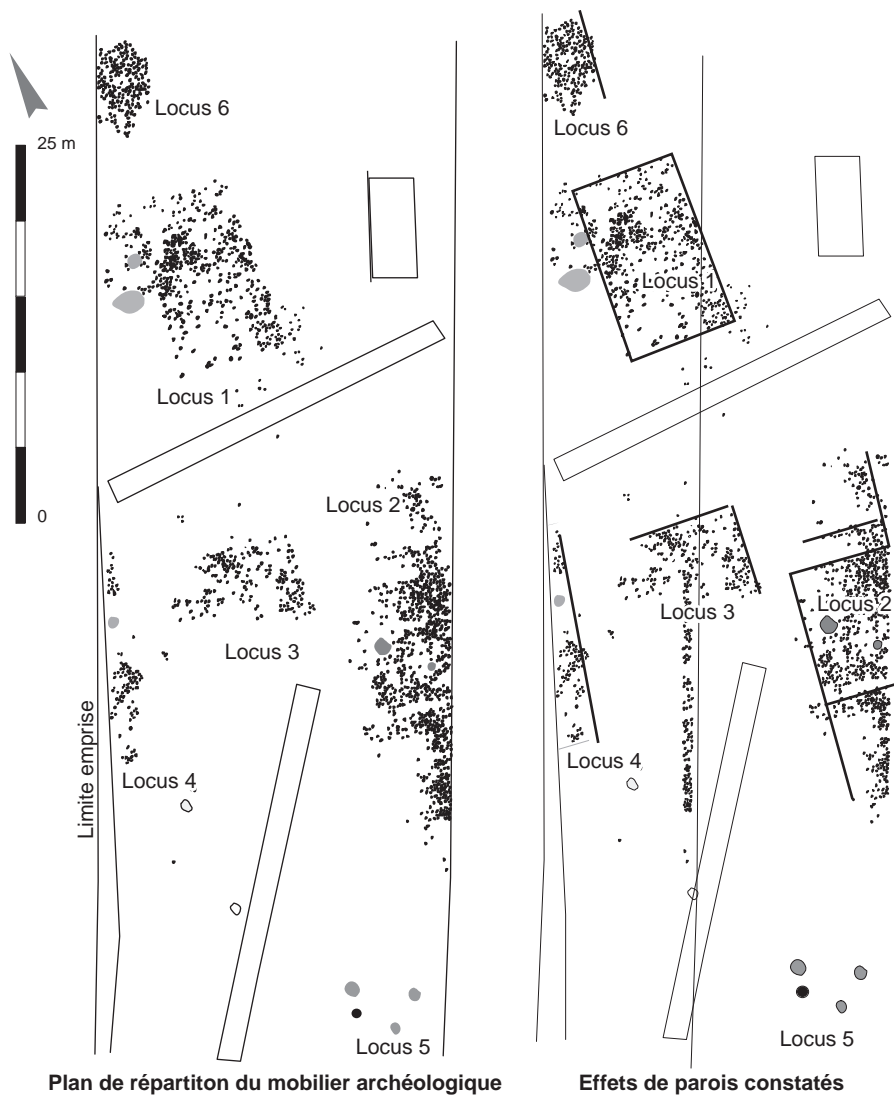 Locus 6
25 m
Locus 1
Locus 2
0
Locus 3
Locus 4
Limite emprise
Locus 5
Plan de répartiton du mobilier archéologique
Locus 6
Locus 1
Locus 2
Locus 3
Locus 4
Locus 5
Effets de parois constatés